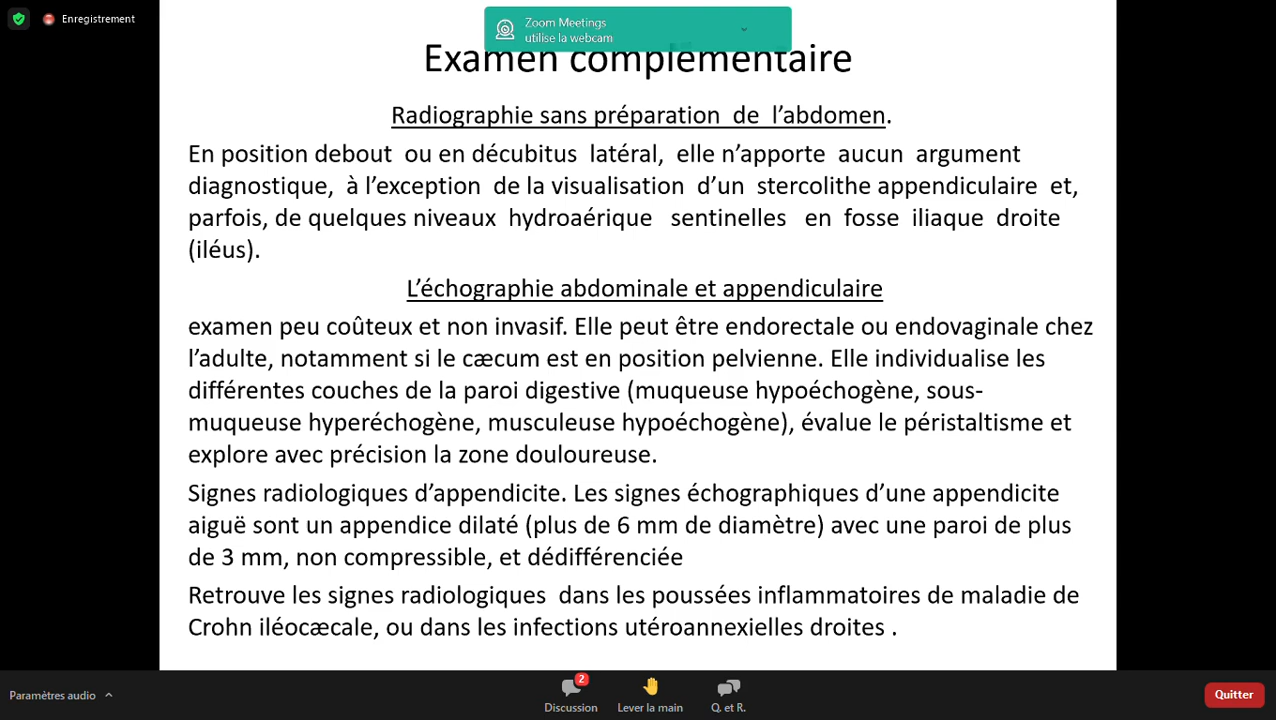 Enregistrement
Zoom Meetings
utilise la webcam
Examen complémentaire
Radiographie sans préparation de l'abdomen.
En position debout ou en décubitus latéral, elle n'apporte aucun argument
diagnostique, à l'exception de la visualisation d'un stercolithe appendiculaire et,
parfois, de quelques niveaux hydroaérique sentinelles en fosse iliaque droite
(iléus).
L'échographie abdominale et appendiculaire
examen peu coûteux et non invasif. Elle peut être endorectale ou endovaginale chez
l'adulte, notamment si le cæcum est en position pelvienne. Elle individualise les
différentes couches de la paroi digestive (muqueuse hypoéchogène, sous-
muqueuse hyperéchogène, musculeuse hypoéchogène), évalue le péristaltisme et
explore avec précision la zone douloureuse.
Signes radiologiques d'appendicite. Les signes échographiques d'une appendicite
aiguë sont un appendice dilaté (plus de 6 mm de diamètre) avec une paroi de plus
de 3 mm, non compressible, et dédifférenciée
Retrouve les signes radiologiques dans les poussées inflammatoires de maladie de
Crohn iléocæcale, ou dans les infections utéroannexielles droites .
Paramètres audio
2
Discussion
Lever la main
Q. et R.
Quitter